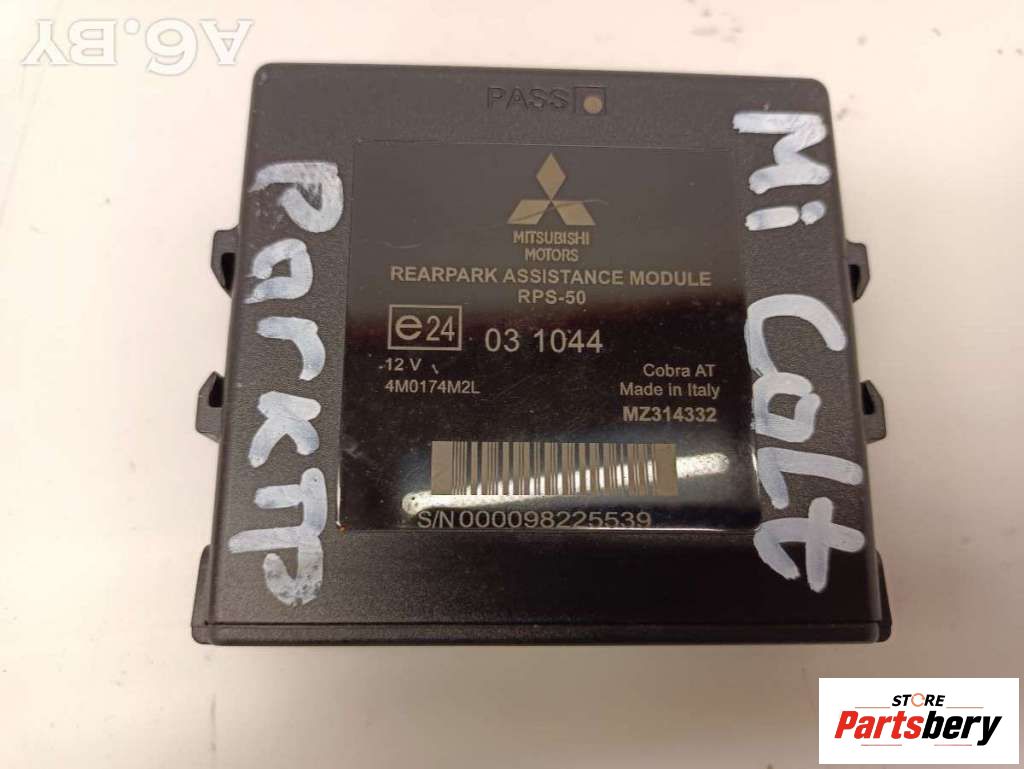 A6.BY
PASS
MITSUBISHI
MOTORS
REARPARK ASSISTANCE MODULE
RPS-50
e24 03 1044
12 V
4M0174M2L
Cobra AT
Made in Italy
MZ314332
S/N 000098225539
ParkTP
Mi Colt
STORE
Partsbery